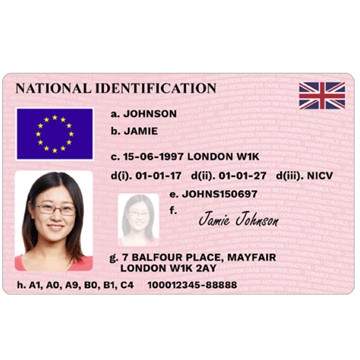 NATIONAL IDENTIFICATION
a. JOHNSON
b. JAMIE
c. 15-06-1997 LONDON W1K
d(i). 01-01-17 d(ii). 01-01-27 d(iii). NICV
e. JOHNS150697
f. Jamie Johnson
g. 7 BALFOUR PLACE, MAYFAIR
LONDON W1K 2AY
h. A1, A0, A9, B0, B1, C4 100012345-88888